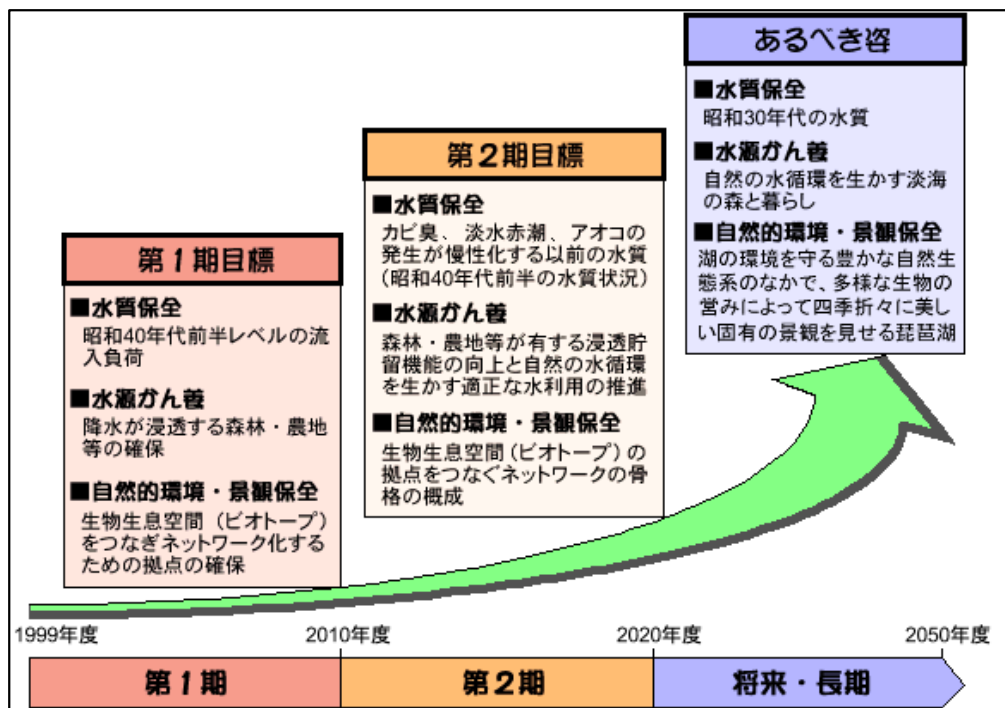 第１期目標
■水質保全
昭和40年代前半レベルの流
入負荷
■水源かん養
降水が浸透する森林・農地
等の確保
■自然的環境・景観保全
生物生息空間（ビオトープ）
をつなぎネットワーク化する
ための拠点の確保
第２期目標
■水質保全
カビ臭、淡水赤潮、アオコの
発生が慢性化する以前の水質
（昭和40年代前半の水質状況）
■水源かん養
森林・農地等が有する浸透貯
留機能の向上と自然の水循環
を生かす適正な水利用の推進
■自然的環境・景観保全
生物生息空間（ビオトープ）の
拠点をつなぐネットワークの骨
格の概成
あるべき姿
■水質保全
昭和30年代の水質
■水源かん養
自然の水循環を生かす淡海
の森と暮らし
■自然的環境・景観保全
湖の環境を守る豊かな自然生
態系のなかで、多様な生物の
営みによって四季折々に美し
い固有の景観を見せる琵琶湖
1999年度 2010年度 2020年度 2050年度
第１期 第２期 将来・長期